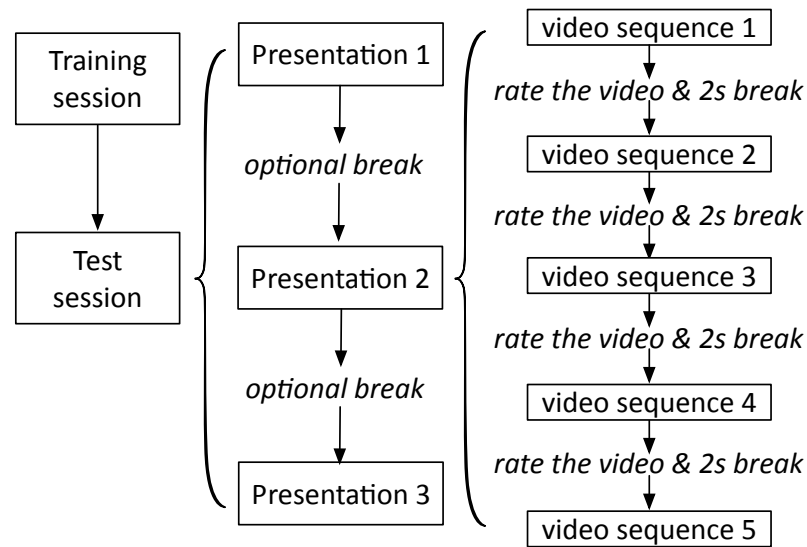 Training
session
Test
session
Presentation 1
optional break
Presentation 2
optional break
Presentation 3
video sequence 1
rate the video & 2s break
video sequence 2
rate the video & 2s break
video sequence 3
rate the video & 2s break
video sequence 4
rate the video & 2s break
video sequence 5